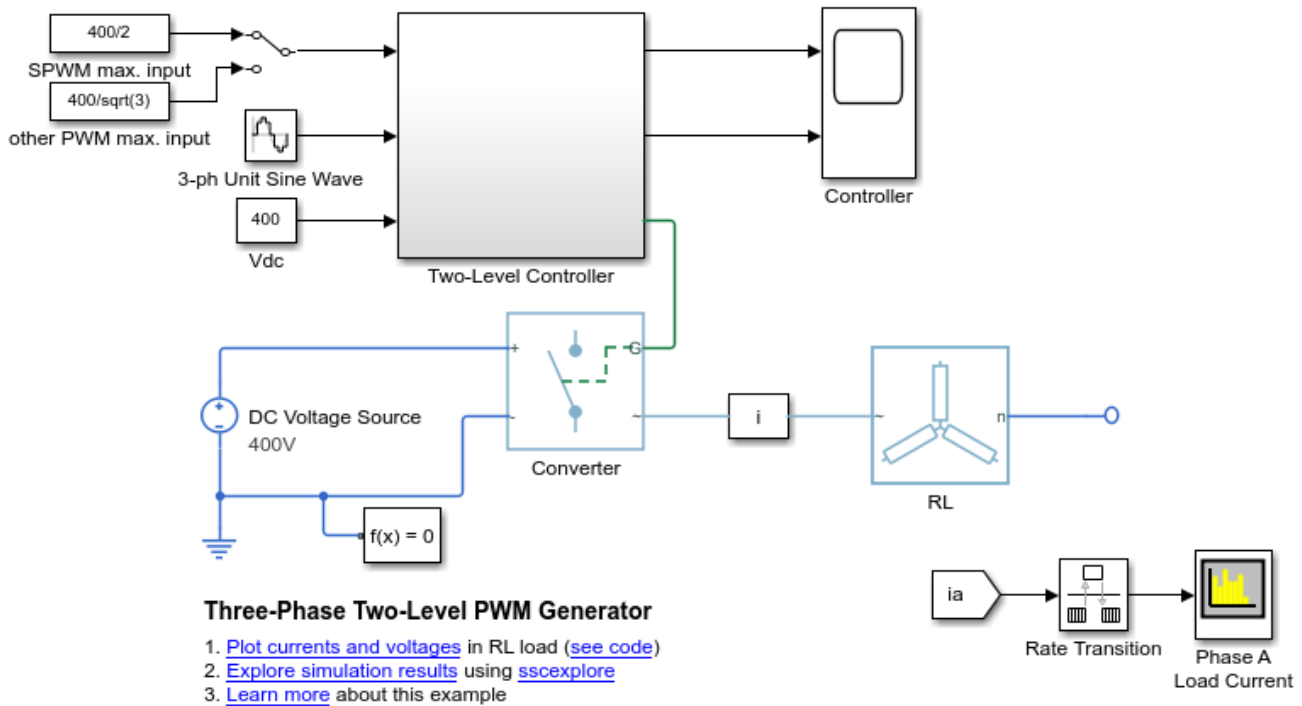 400/2
SPWM max. input
400/sqrt(3)
other PWM max. input
3-ph Unit Sine Wave
400
Vdc
Two-Level Controller
Controller
+
G
-
~
Converter
+
-
DC Voltage Source
400V
i
~
n
RL
f(x) = 0
ia
Rate Transition
Phase A
Load Current
Three-Phase Two-Level PWM Generator
1. Plot currents and voltages in RL load (see code)
2. Explore simulation results using sscexplore
3. Learn more about this example